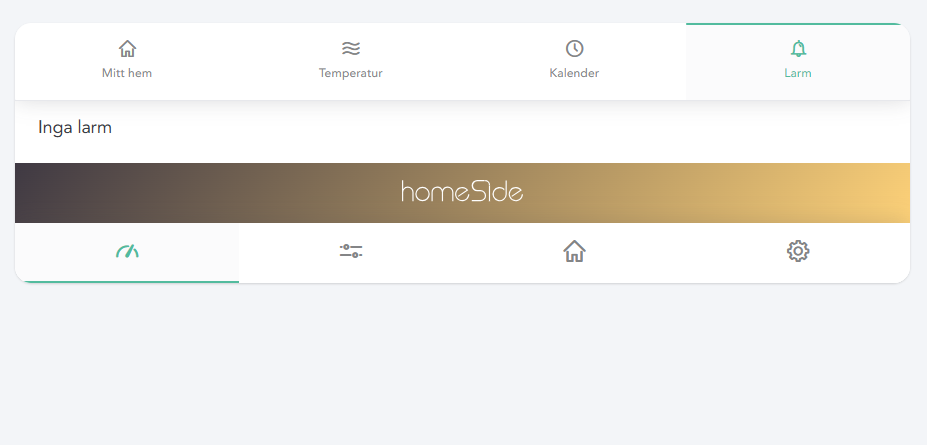 Mitt hem
Temperatur
Kalender
Larm
Inga larm
homeSIde